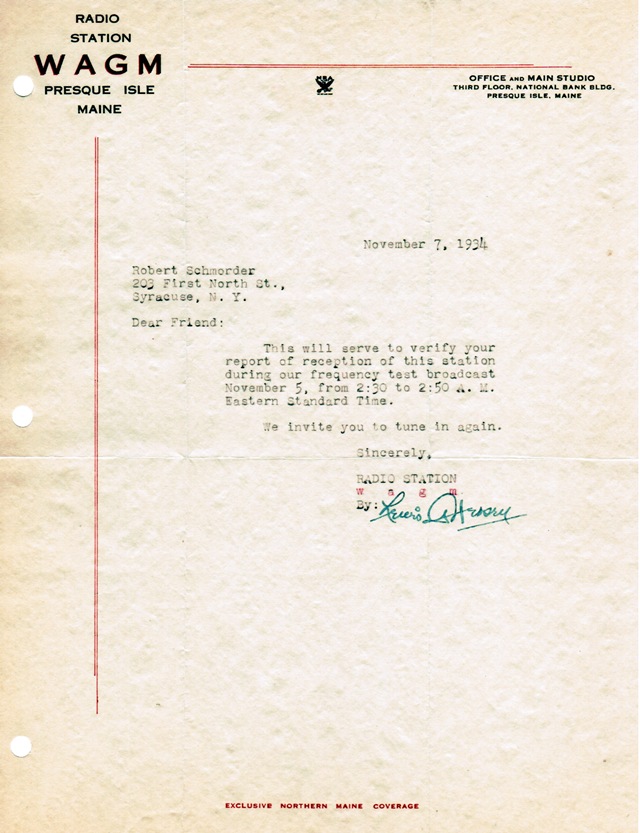 RADIO
STATION
WAGM
PRESQUE ISLE
MAINE
OFFICE AND MAIN STUDIO
THIRD FLOOR, NATIONAL BANK BLDG.
PRESQUE ISLE, MAINE
November 7, 1934
Robert Schmorder
203 First North St.,
Syracuse, N. Y.
Dear Friend:
This will serve to verify your
report of reception of this station
during our frequency test broadcast
November 5, from 2:30 to 2:50 A. M.
Eastern Standard Time.
We invite you to tune in again.
Sincerely,
RADIO STATION
w a g m
By: Lewis
EXCLUSIVE NORTHERN MAINE COVERAGE